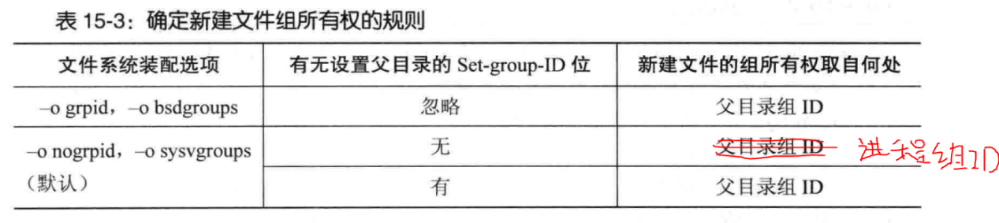 表 15-3：确定新建文件组所有权的规则
文件系统装配选项 有无设置父目录的 Set-group-ID 位 新建文件的组所有权取自何处
–o grpid，–o bsdgroups 忽略 父目录组 ID
–o nogrpid，–o sysvgroups（默认） 无 父目录组 ID 进程组ID
有 父目录组 ID